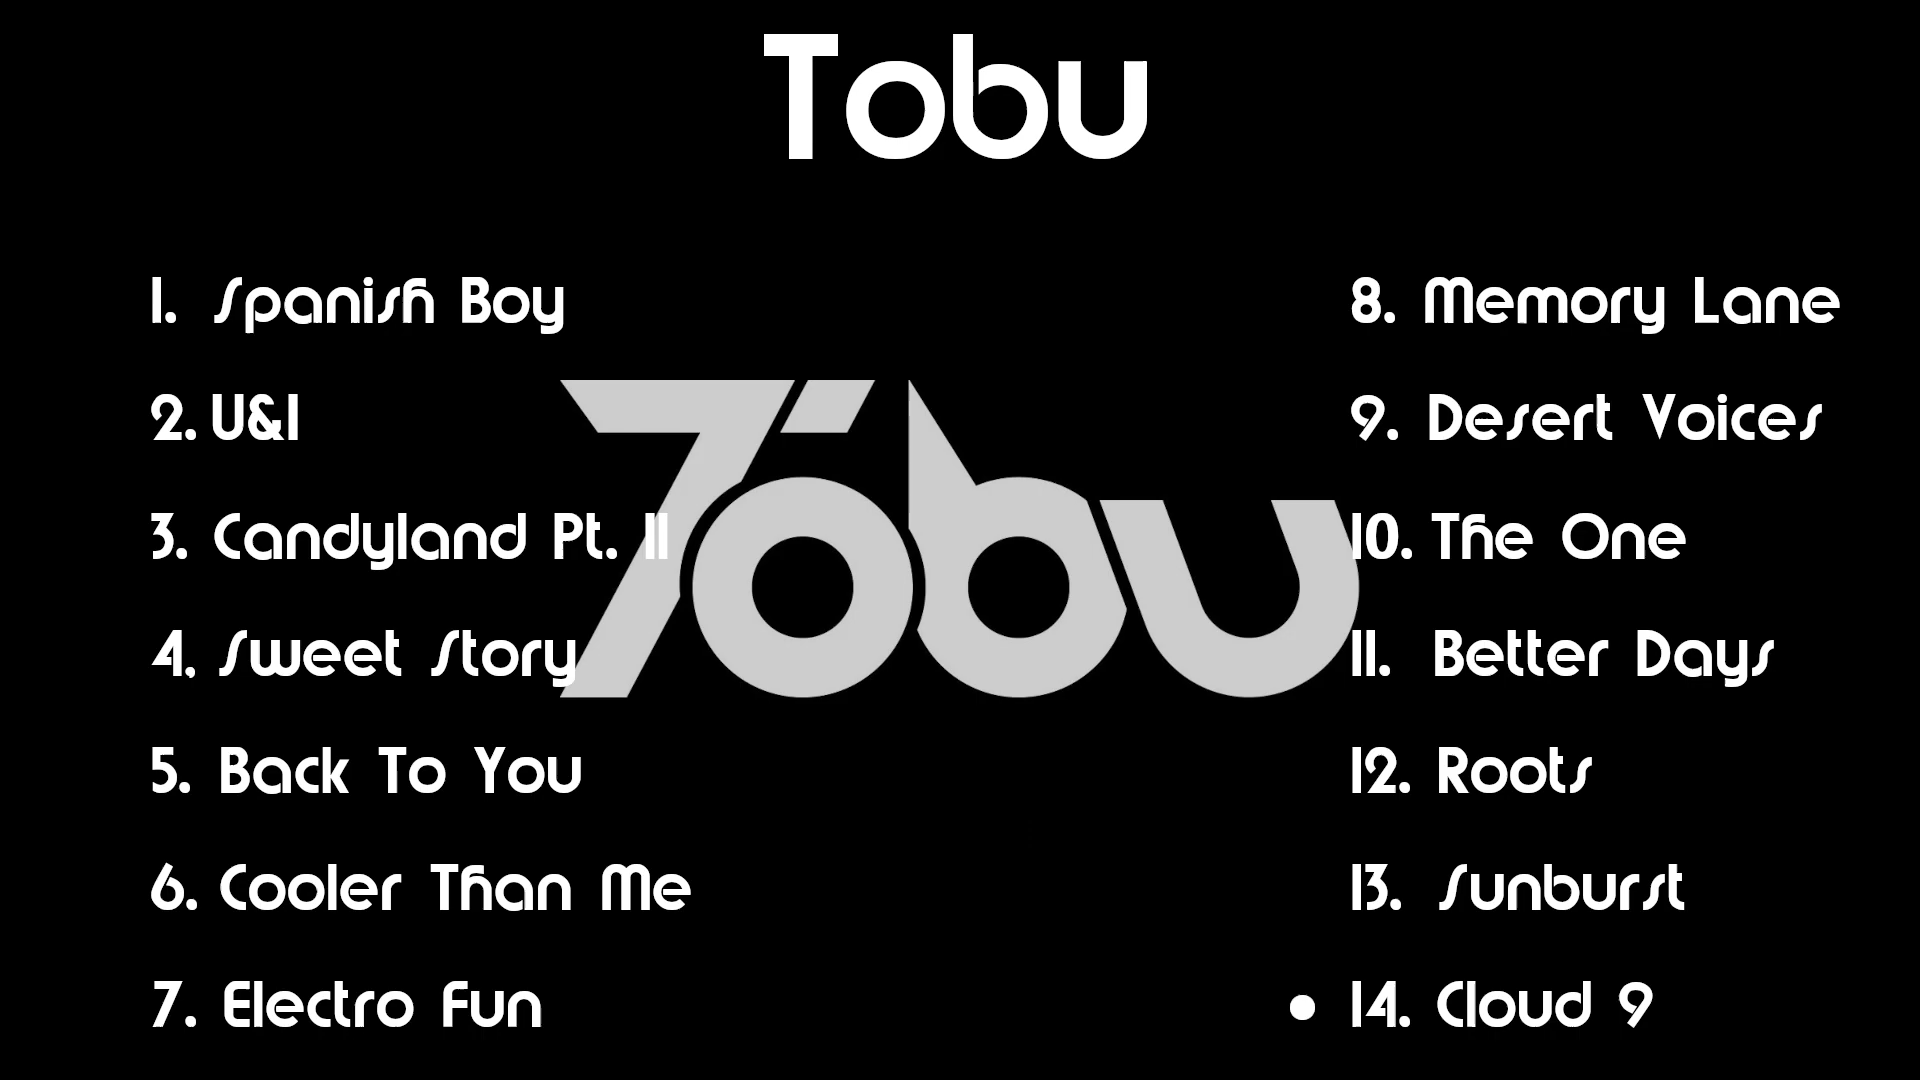 Tobu
1. Spanish Boy
2. U&I
3. Candyland Pt. II
4. Sweet Story
5. Back To You
6. Cooler Than Me
7. Electro Fun
Tobu
8. Memory Lane
9. Desert Voices
10. The One
11. Better Days
12. Roots
13. Sunburst
• 14. Cloud 9